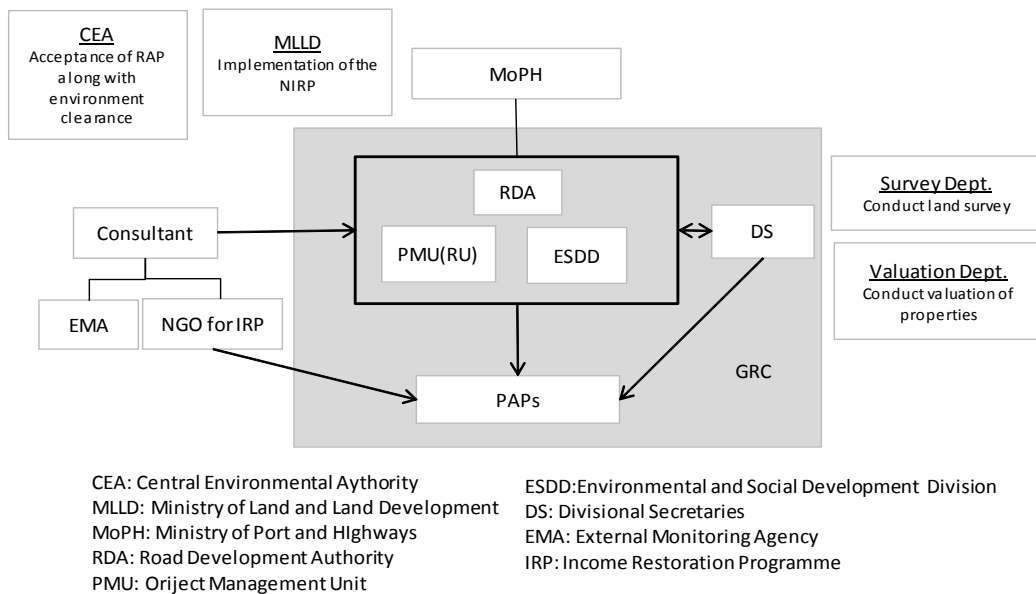 CEA
Acceptance of RAP
along with
environment
clearance
MLLD
Implementation of the
NIRP
MoPH
RDA
PMU(RU)
ESDD
DS
Survey Dept.
Conduct land survey
Valuation Dept.
Conduct valuation of
properties
Consultant
EMA
NGO for IRP
PAPs
GRC
CEA: Central Environmental Aythority
MLLD: Ministry of Land and Land Development
MoPH: Ministry of Port and HIghways
RDA: Road Development Authority
PMU: Oriject Management Unit
ESDD:Environmental and Social Development Division
DS: Divisional Secretaries
EMA: External Monitoring Agency
IRP: Income Restoration Programme